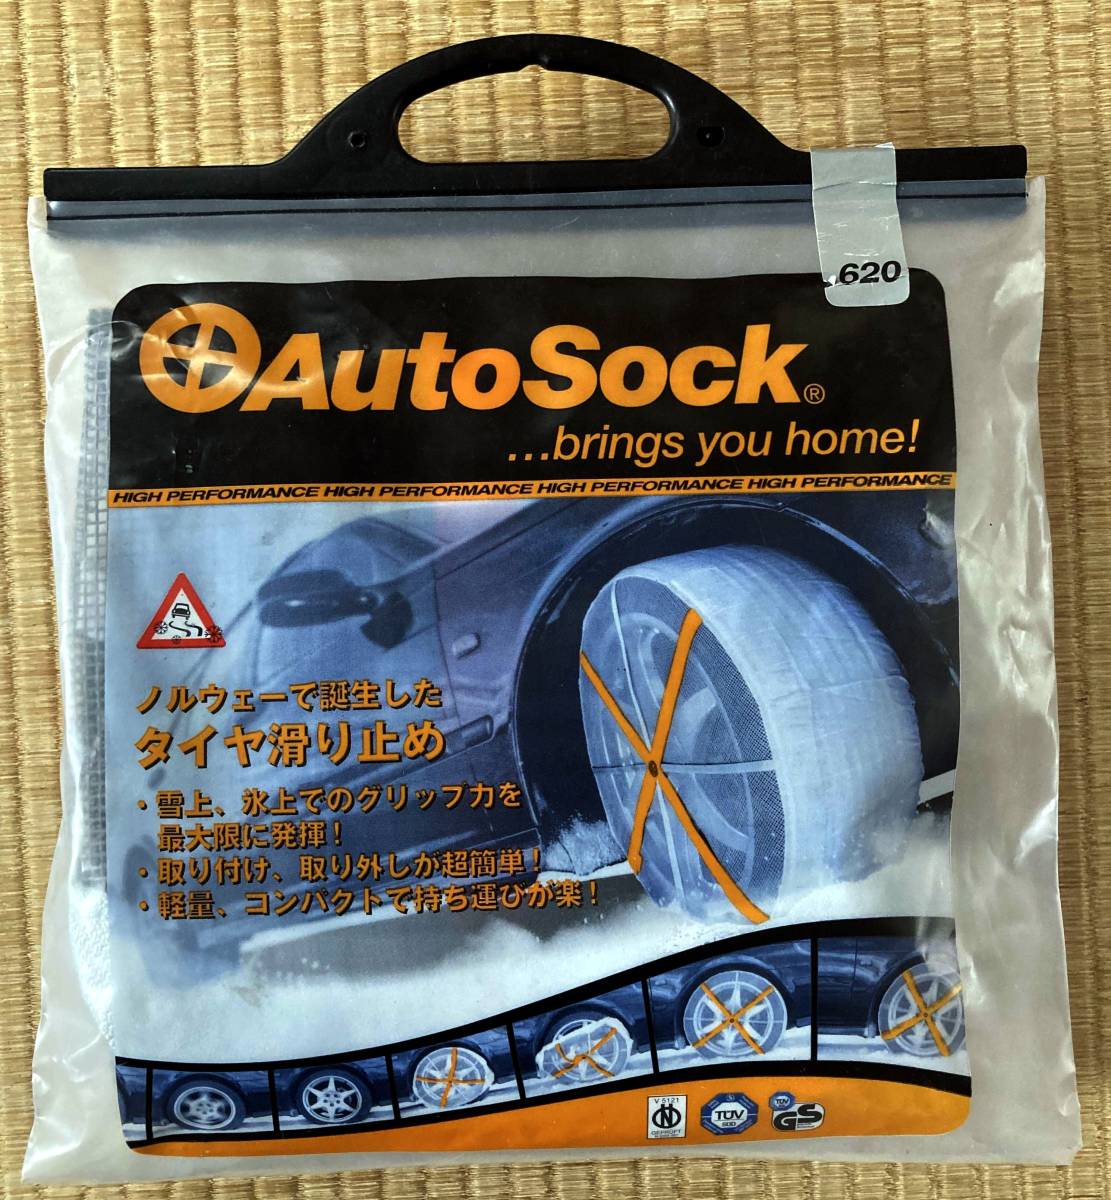 620
AutoSock®
...brings you home!
HIGH PERFORMANCE HIGH PERFORMANCE HIGH PERFORMANCE HIGH PERFORMANCE
ノルウェーで誕生した
タイヤ滑り止め
・雪上、氷上でのグリップ力を
最大限に発揮！
・取り付け、取り外しが超簡単！
・軽量、コンパクトで持ち運びが楽！
V 5121
GEPRÜFT
TÜV
SÜD
TÜV
GS